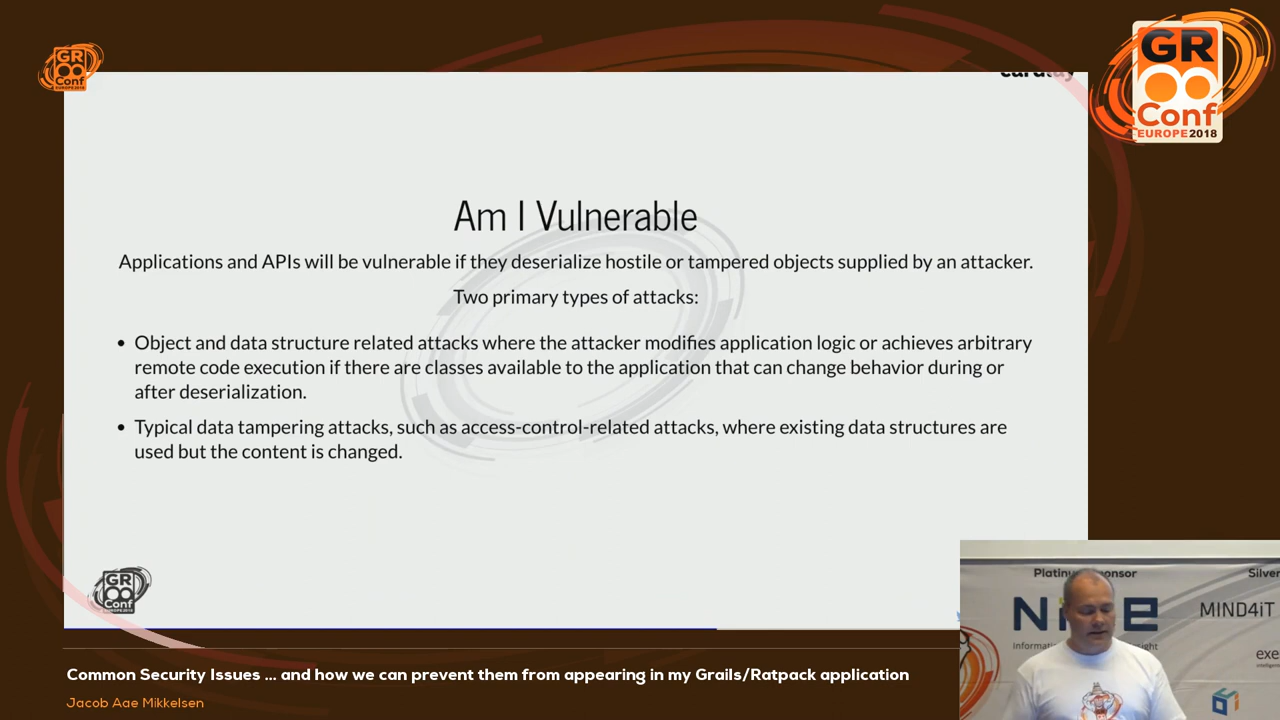 GR
Conf
EUROPE 2018
GR
Conf
EUROPE 2018
Am I Vulnerable
Applications and APIs will be vulnerable if they deserialize hostile or tampered objects supplied by an attacker.
Two primary types of attacks:
• Object and data structure related attacks where the attacker modifies application logic or achieves arbitrary
remote code execution if there are classes available to the application that can change behavior during or
after deserialization.
• Typical data tampering attacks, such as access-control-related attacks, where existing data structures are
used but the content is changed.
GR
Conf
Silver
MIND4iT
exe
Common Security Issues ... and how we can prevent them from appearing in my Grails/Ratpack application
Jacob Aae Mikkelsen